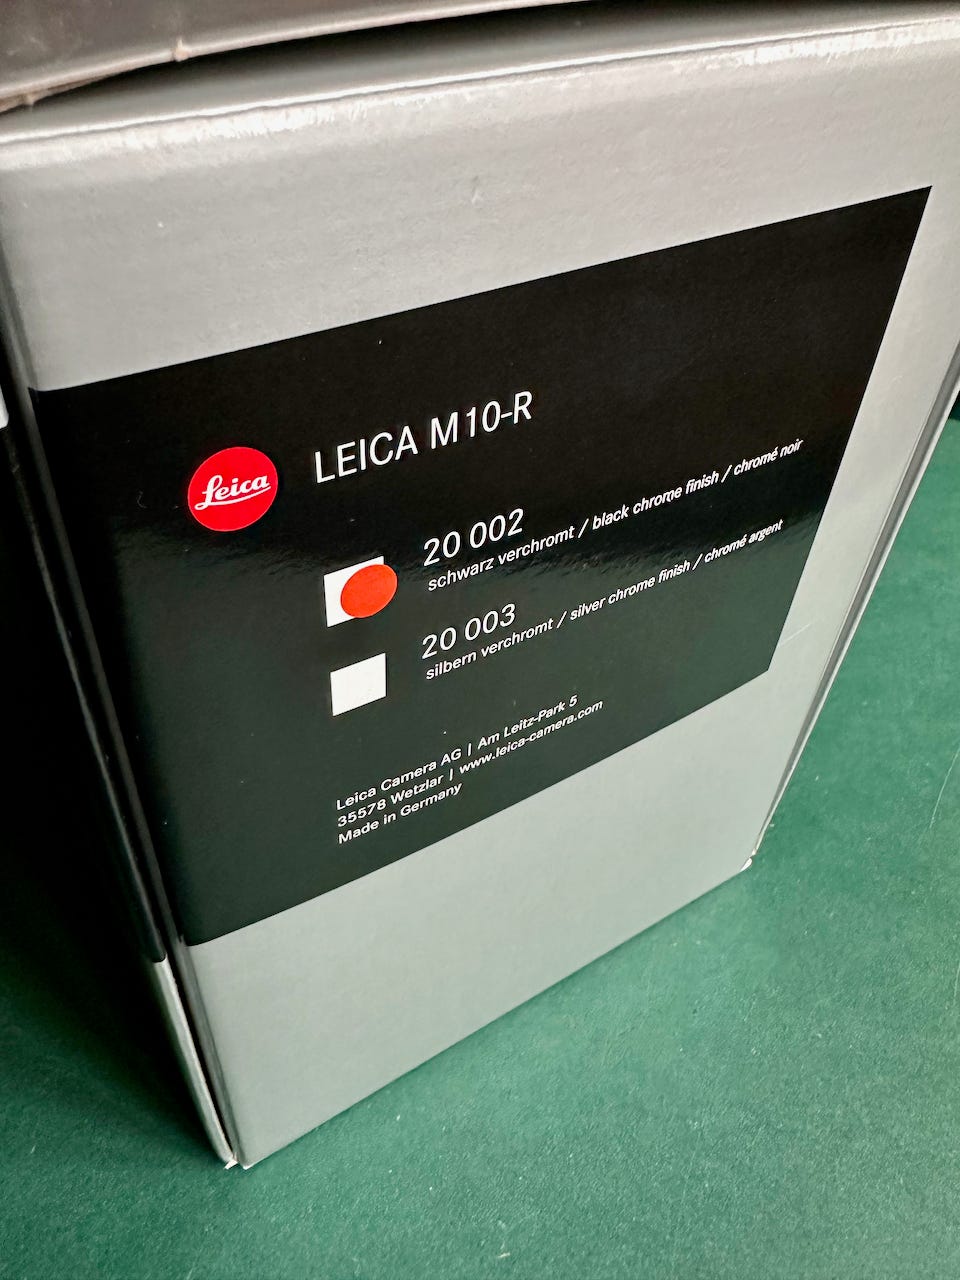 Leica
LEICA M10-R
20 002
schwarz verchromt / black chrome finish / chromé noir
20 003
silbern verchromt / silver chrome finish / chromé argent
Leica Camera AG | Am Leitz-Park 5
35578 Wetzlar | www.leica-camera.com
Made in Germany